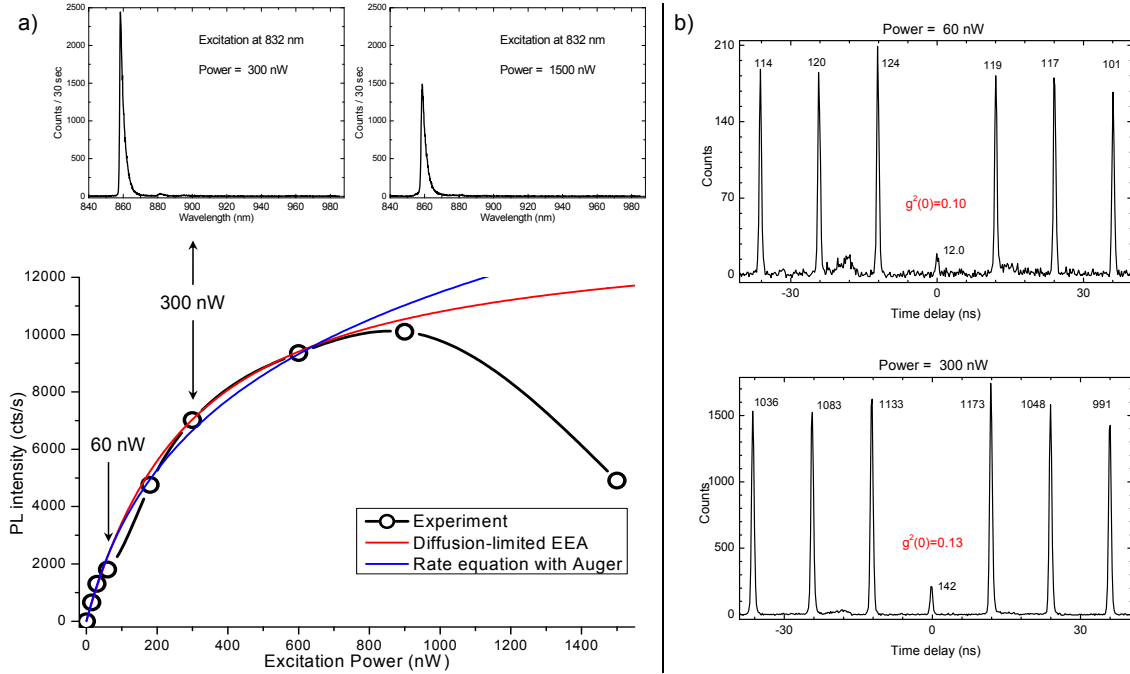 a)
Excitation at 832 nm
Power = 300 nW
Counts / 30 sec
2500
2000
1500
1000
500
0
840 860 880 900 920 940 960 980
Wavelength (nm)
Excitation at 832 nm
Power = 1500 nW
Counts / 30 sec
2500
2000
1500
1000
500
0
840 860 880 900 920 940 960 980
Wavelength (nm)
300 nW
60 nW
PL intensity (cts/s)
12000
10000
8000
6000
4000
2000
0
Experiment
Diffusion-limited EEA
Rate equation with Auger
0 200 400 600 800 1000 1200 1400
Excitation Power (nW)
b)
Power = 60 nW
Counts
210
140
70
0
114 120 124 119 117 101
g²(0)=0.10
12.0
-30 0 30
Time delay (ns)
Power = 300 nW
Counts
1500
1000
500
0
1036 1083 1133 1173 1048 991
g²(0)=0.13
142
-30 0 30
Time delay (ns)